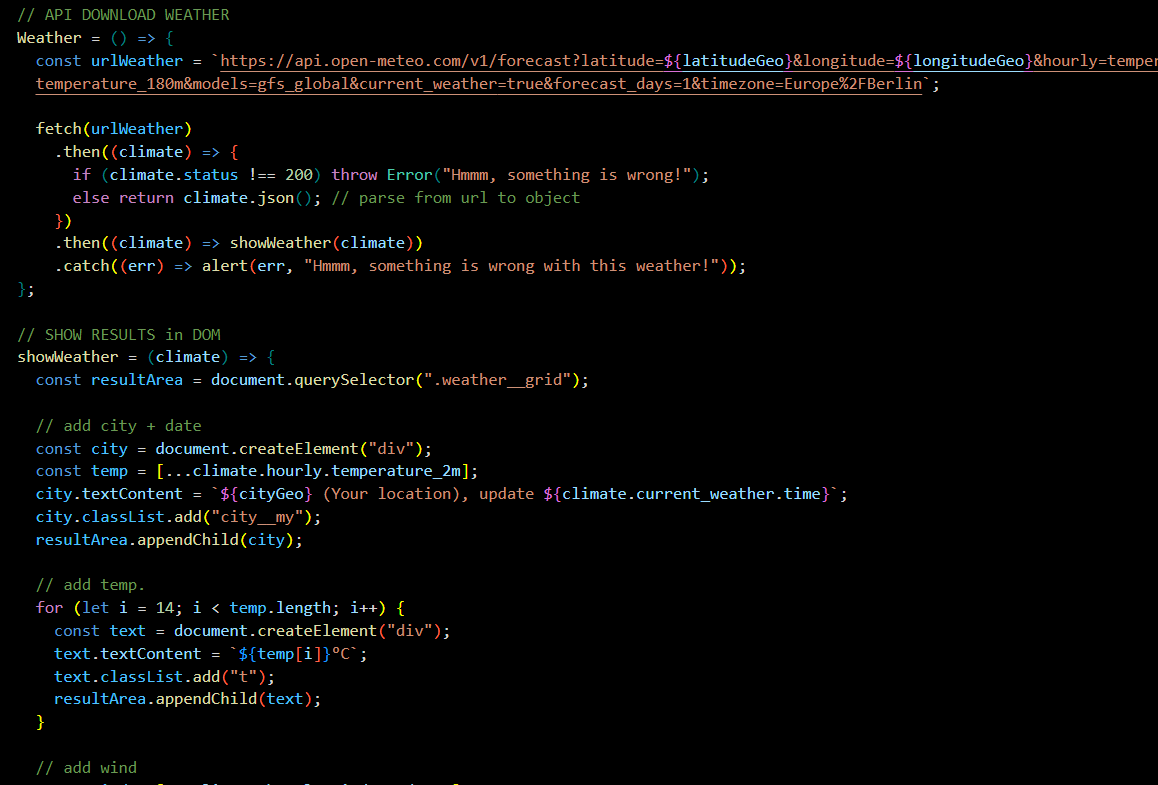 // API DOWNLOAD WEATHER
Weather = () => {
const urlWeather = `https://api.open-meteo.com/v1/forecast?latitude=${latitudeGeo}&longitude=${longitudeGeo}&hourly=temper
temperature_180m&models=gfs_global&current_weather=true&forecast_days=1&timezone=Europe%2FBerlin`;
fetch(urlWeather)
.then((climate) => {
if (climate.status !== 200) throw Error("Hmmm, something is wrong!");
else return climate.json(); // parse from url to object
})
.then((climate) => showWeather(climate))
.catch((err) => alert(err, "Hmmm, something is wrong with this weather!"));
};
// SHOW RESULTS in DOM
showWeather = (climate) => {
const resultArea = document.querySelector(".weather__grid");
// add city + date
const city = document.createElement("div");
const temp = [...climate.hourly.temperature_2m];
city.textContent = `${cityGeo} (Your location), update ${climate.current_weather.time}`;
city.classList.add("city__my");
resultArea.appendChild(city);
// add temp.
for (let i = 14; i < temp.length; i++) {
const text = document.createElement("div");
text.textContent = `${temp[i]}°C`;
text.classList.add("t");
resultArea.appendChild(text);
}
// add wind